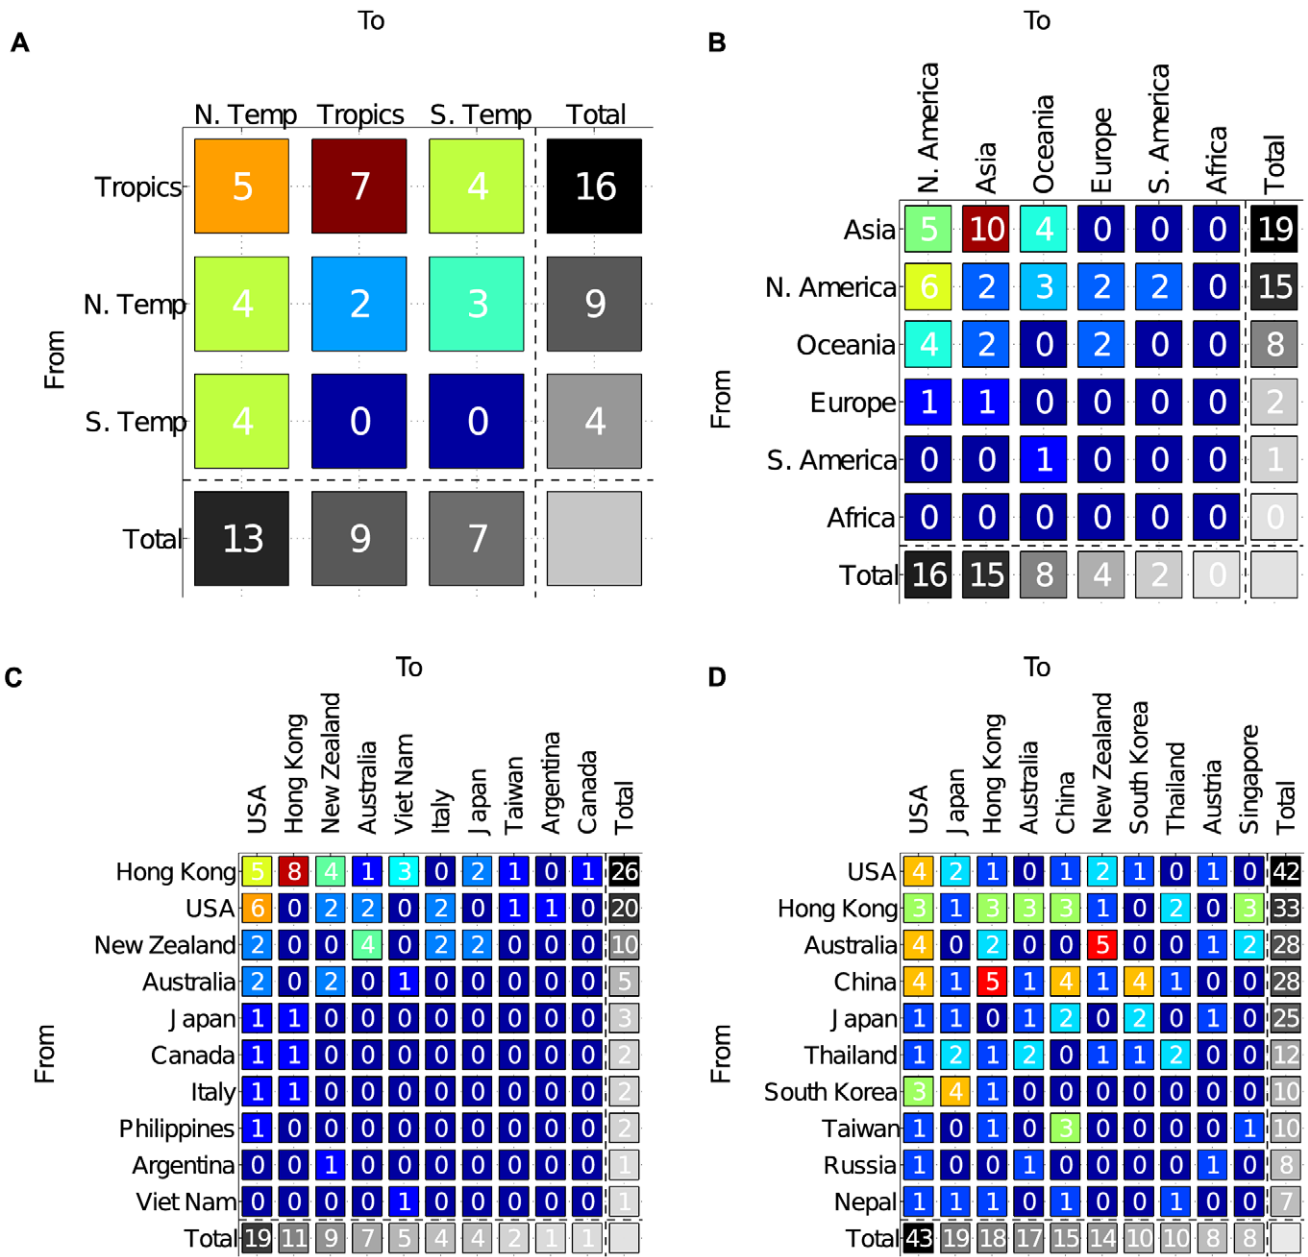 A
To
N. Temp Tropics S. Temp Total
Tropics 5 7 4 16
N. Temp 4 2 3 9
S. Temp 4 0 0 4
Total 13 9 7
From
B
To
N. America Asia Oceania Europe S. America Africa Total
Asia 5 10 4 0 0 0 19
N. America 6 2 3 2 2 0 15
Oceania 4 2 0 2 0 0 8
Europe 1 1 0 0 0 0 2
S. America 0 0 1 0 0 0 1
Africa 0 0 0 0 0 0 0
Total 16 15 8 4 2 0
From
C
To
USA Hong Kong New Zealand Australia Viet Nam Italy Japan Taiwan Argentina Canada Total
Hong Kong 5 8 4 1 3 0 2 1 0 1 26
USA 6 0 2 2 0 2 0 1 1 0 20
New Zealand 2 0 0 4 0 2 2 0 0 0 10
Australia 2 0 2 0 1 0 0 0 0 0 5
Japan 1 1 0 0 0 0 0 0 0 0 3
Canada 1 1 0 0 0 0 0 0 0 0 2
Italy 1 1 0 0 0 0 0 0 0 0 2
Philippines 1 0 0 0 0 0 0 0 0 0 2
Argentina 0 0 1 0 0 0 0 0 0 0 1
Viet Nam 0 0 0 0 1 0 0 0 0 0 1
Total 19 11 9 7 5 4 4 2 1 1
From
D
To
USA Japan Hong Kong Australia China New Zealand South Korea Thailand Austria Singapore Total
USA 4 2 1 0 1 2 1 0 1 0 42
Hong Kong 3 1 3 3 3 1 0 2 0 3 33
Australia 4 0 2 0 0 5 0 0 1 2 28
China 4 1 5 1 4 1 4 1 0 0 28
Japan 1 1 0 1 2 0 2 0 1 0 25
Thailand 1 2 1 2 0 1 1 2 0 0 12
South Korea 3 4 1 0 0 0 0 0 0 0 10
Taiwan 1 0 1 0 3 0 0 0 0 1 10
Russia 1 0 0 1 0 0 0 0 1 0 8
Nepal 1 1 1 0 1 0 0 1 0 0 7
Total 43 19 18 17 15 14 10 10 8 8
From